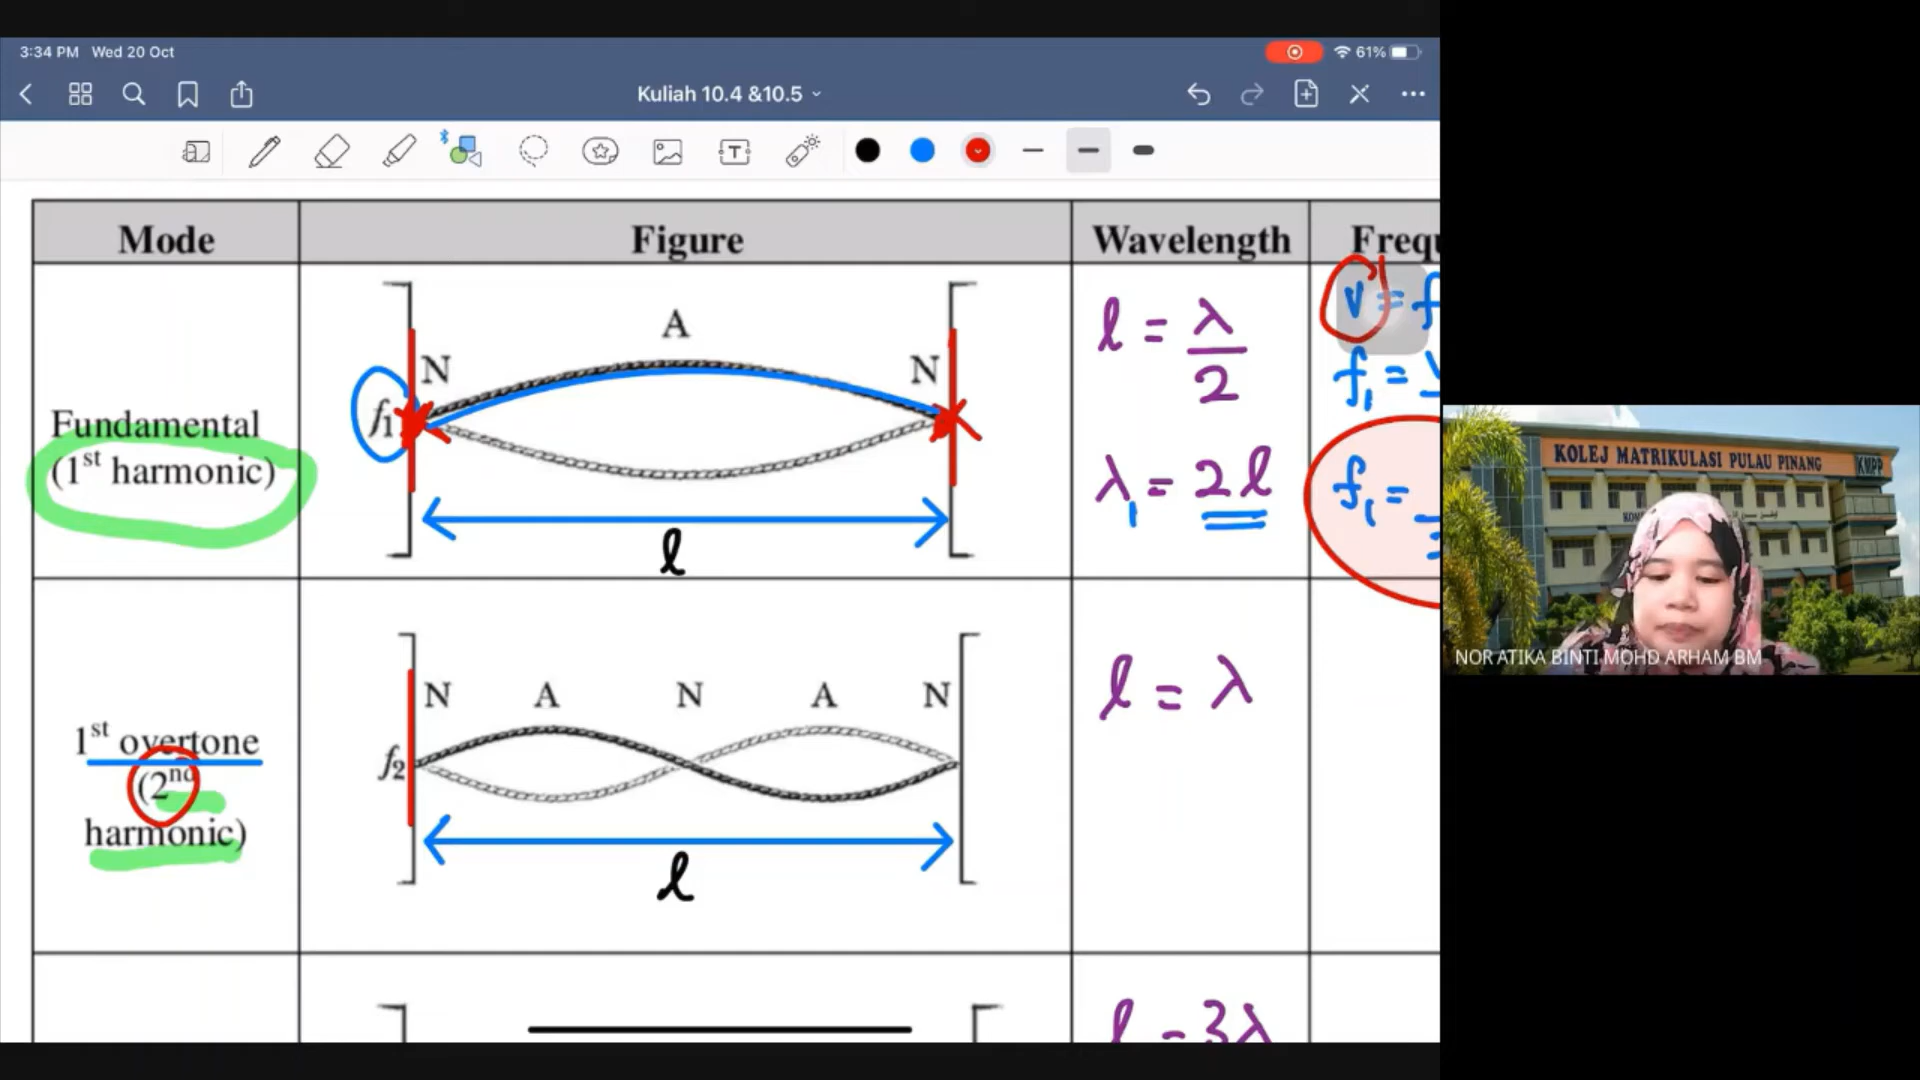 3:34 PM Wed 20 Oct
61%
Kuliah 10.4 &10.5
T
Mode
Figure
Wavelength
Frequ
Fundamental
(1st harmonic)
f1
N
A
N
l
l = λ/2
λ1 = 2l
v = f
f1 =
f1 =
1st overtone
(2nd
harmonic)
f2
N A N A N
l
l = λ
l = 3λ
KOLEJ MATRIKULASI PULAU PINANG
KMPP
NOR ATIKA BINTI MOHD ARHAM BM